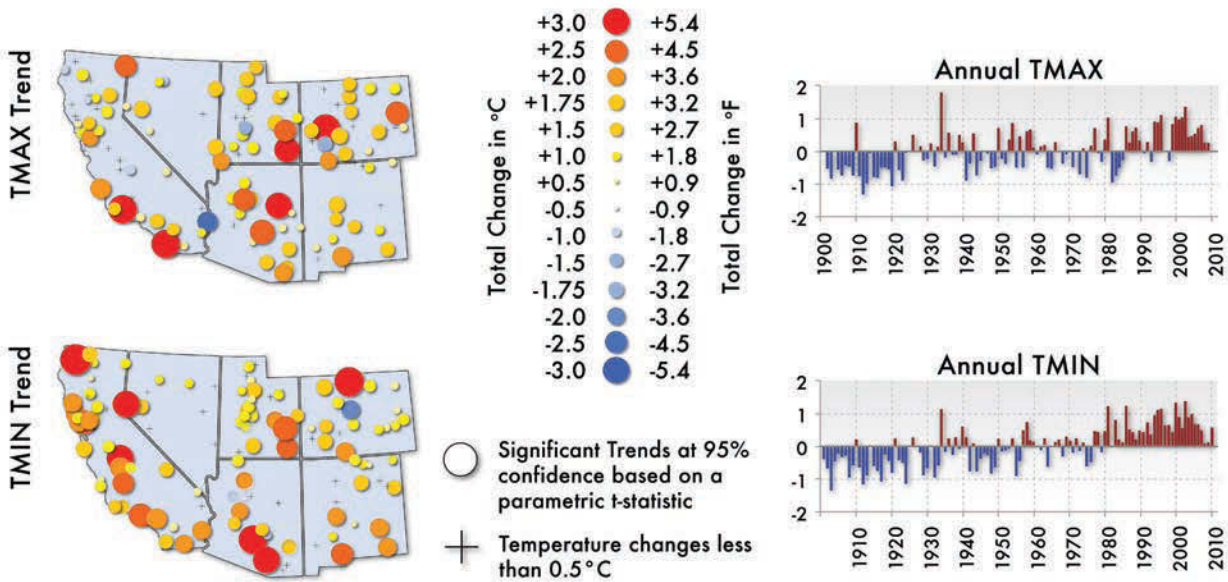 TMAX Trend
TMIN Trend
Total Change in °C
+3.0
+2.5
+2.0
+1.75
+1.5
+1.0
+0.5
-0.5
-1.0
-1.5
-1.75
-2.0
-2.5
-3.0
Total Change in °F
+5.4
+4.5
+3.6
+3.2
+2.7
+1.8
+0.9
-0.9
-1.8
-2.7
-3.2
-3.6
-4.5
-5.4
Significant Trends at 95%
confidence based on a
parametric t-statistic
Temperature changes less
than 0.5°C
Annual TMAX
2
1
0
-1
-2
1900 1910 1920 1930 1940 1950 1960 1970 1980 1990 2000 2010
Annual TMIN
2
1
0
-1
-2
1910 1920 1930 1940 1950 1960 1970 1980 1990 2000 2010